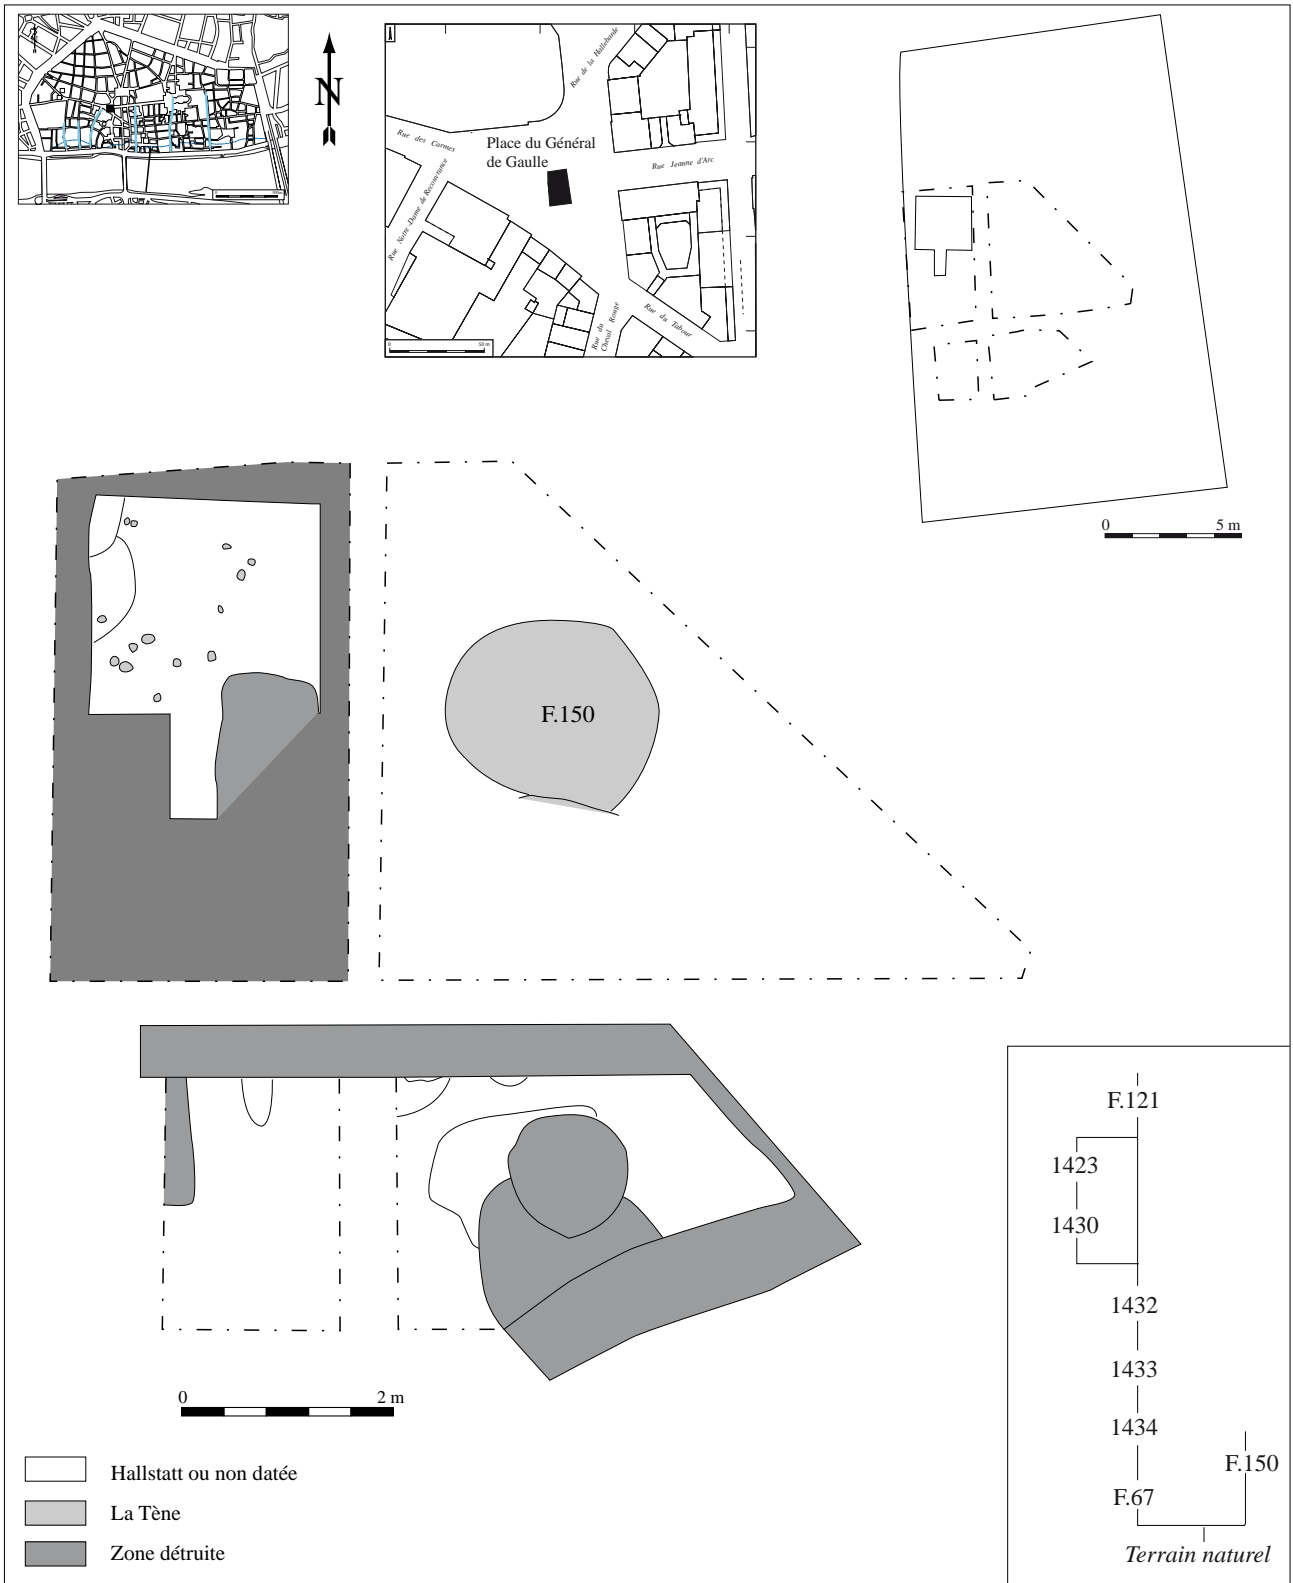 N
Rue de la Hallebarde
Rue des Carmes
Place du Général
de Gaulle
Rue Jeanne d'Arc
Rue Notre-Dame de Recouvrance
Rue du
Cheval Rouge
Rue du Tabour
0 50 m
0 5 m
F.150
F.121
1423
1430
1432
1433
1434
F.150
F.67
Terrain naturel
0 2 m
Hallstatt ou non datée
La Tène
Zone détruite